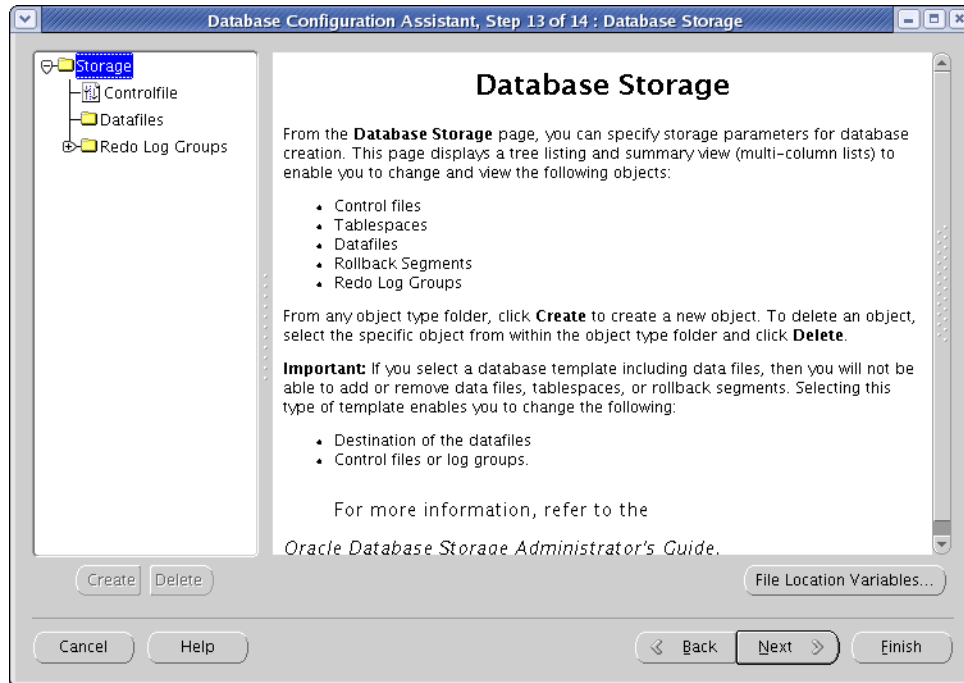 Database Configuration Assistant, Step 13 of 14 : Database Storage
Storage
Controlfile
Datafiles
Redo Log Groups
Database Storage
From the Database Storage page, you can specify storage parameters for database
creation. This page displays a tree listing and summary view (multi-column lists) to
enable you to change and view the following objects:
Control files
Tablespaces
Datafiles
Rollback Segments
Redo Log Groups
From any object type folder, click Create to create a new object. To delete an object,
select the specific object from within the object type folder and click Delete.
Important: If you select a database template including data files, then you will not be
able to add or remove data files, tablespaces, or rollback segments. Selecting this
type of template enables you to change the following:
Destination of the datafiles
Control files or log groups.
For more information, refer to the
Oracle Database Storage Administrator's Guide.
Create Delete
File Location Variables...
Cancel Help Back Next Finish